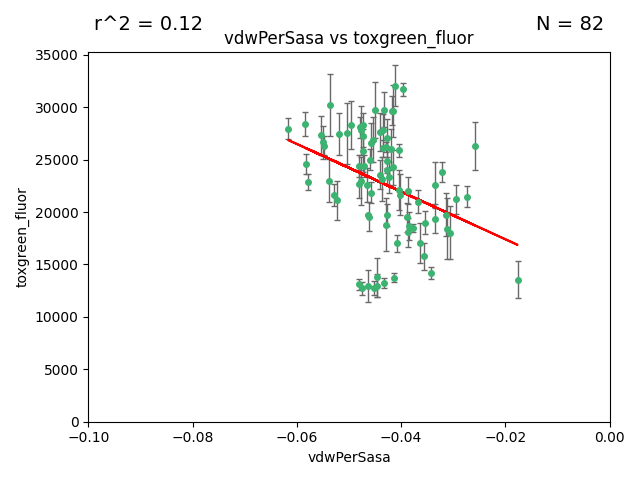 r^2 = 0.12
N = 82
vdwPerSasa vs toxgreen_fluor
35000
30000
25000
20000
15000
10000
5000
0
toxgreen_fluor
−0.10
−0.08
−0.06
−0.04
−0.02
0.00
vdwPerSasa